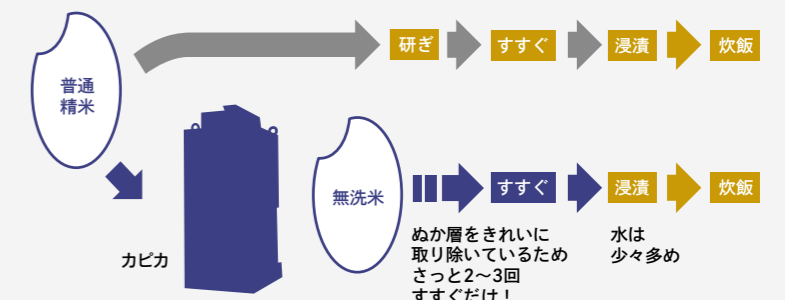 普通
精米
研ぎ
すすぐ
浸漬
炊飯
カピカ
無洗米
すすぐ
浸漬
炊飯
ぬか層をきれいに
取り除いているため
さっと2〜3回
すすぐだけ！
水は
少々多め